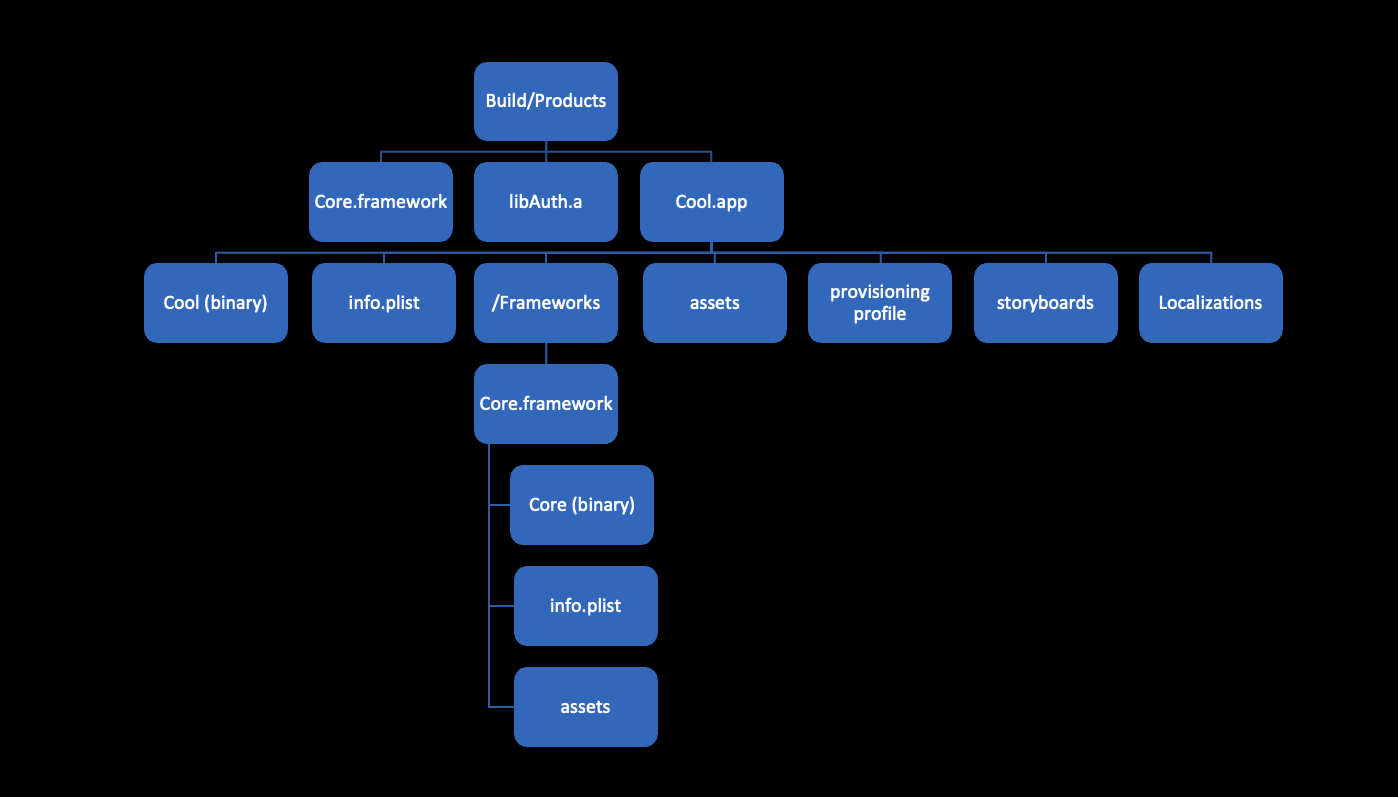 Build/Products
Core.framework
libAuth.a
Cool.app
Cool (binary)
info.plist
/Frameworks
assets
provisioning
profile
storyboards
Localizations
Core.framework
Core (binary)
info.plist
assets